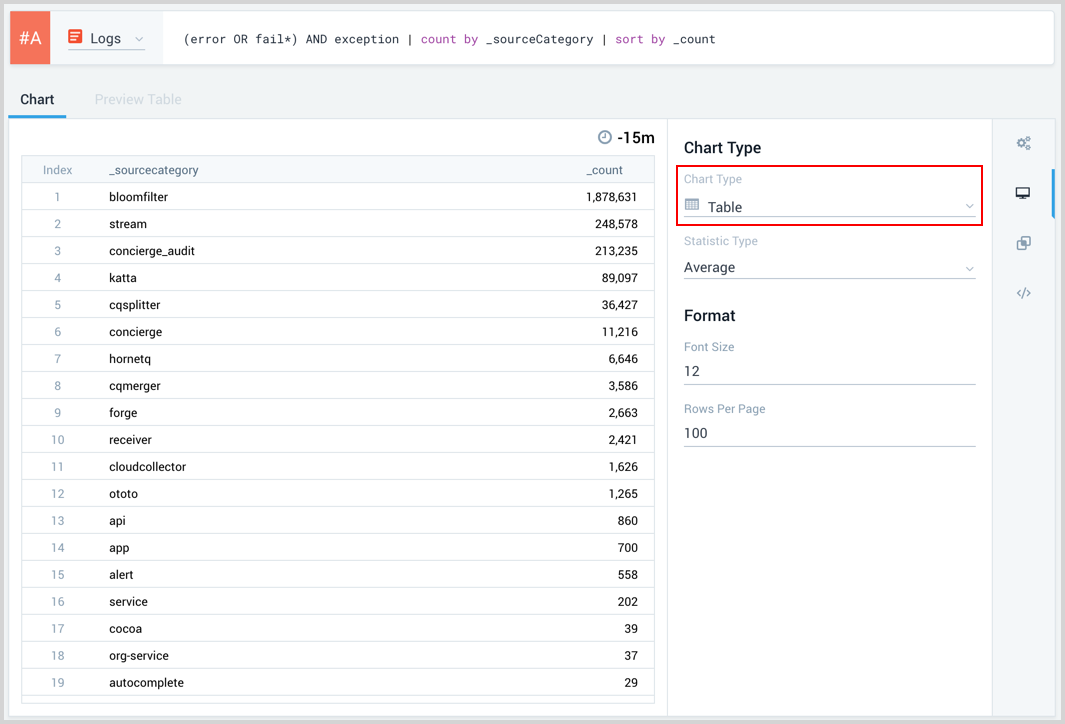 #A Logs (error OR fail*) AND exception | count by _sourceCategory | sort by _count
Chart Preview Table
-15m
Index _sourcecategory _count
1 bloomfilter 1,878,631
2 stream 248,578
3 concierge_audit 213,235
4 katta 89,097
5 cqsplitter 36,427
6 concierge 11,216
7 hornetq 6,646
8 cqmerger 3,586
9 forge 2,663
10 receiver 2,421
11 cloudcollector 1,626
12 ototo 1,265
13 api 860
14 app 700
15 alert 558
16 service 202
17 cocoa 39
18 org-service 37
19 autocomplete 29
Chart Type
Chart Type
Table
Statistic Type
Average
Format
Font Size
12
Rows Per Page
100